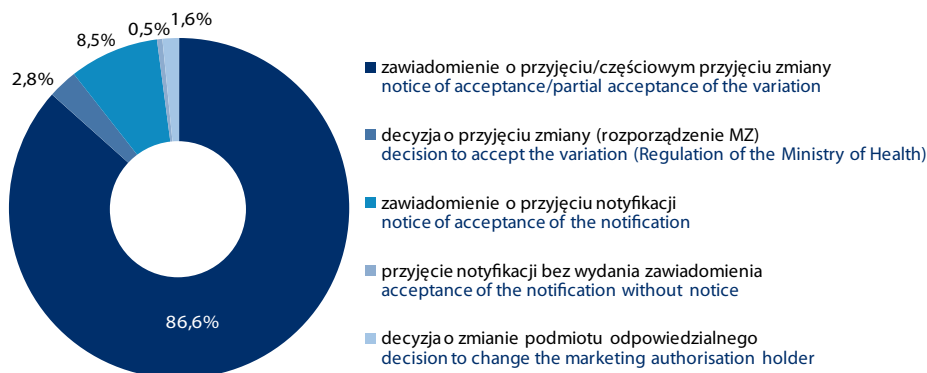 1,6%
0,5%
8,5%
2,8%
86,6%
zawiadomienie o przyjęciu/częściowym przyjęciu zmiany
notice of acceptance/partial acceptance of the variation
decyzja o przyjęciu zmiany (rozporządzenie MZ)
decision to accept the variation (Regulation of the Ministry of Health)
zawiadomienie o przyjęciu notyfikacji
notice of acceptance of the notification
przyjęcie notyfikacji bez wydania zawiadomienia
acceptance of the notification without notice
decyzja o zmianie podmiotu odpowiedzialnego
decision to change the marketing authorisation holder